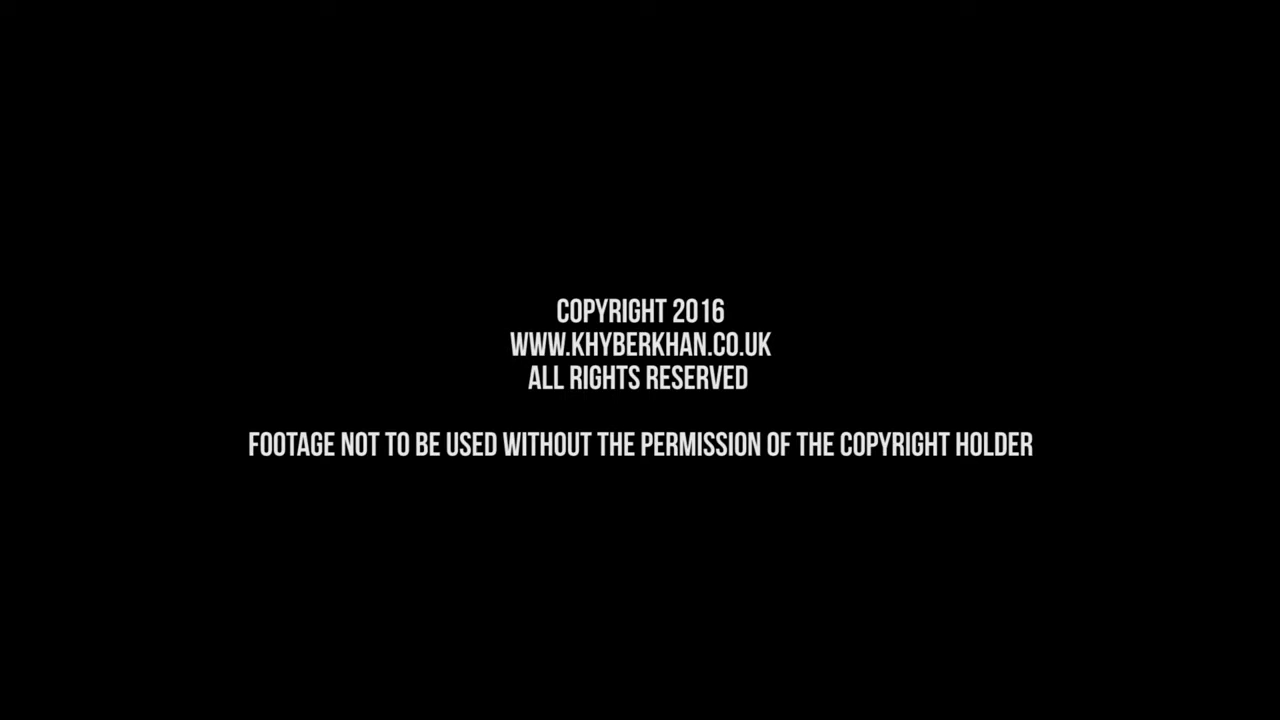 COPYRIGHT 2016
WWW.KHYBERKHAN.CO.UK
ALL RIGHTS RESERVED
FOOTAGE NOT TO BE USED WITHOUT THE PERMISSION OF THE COPYRIGHT HOLDER